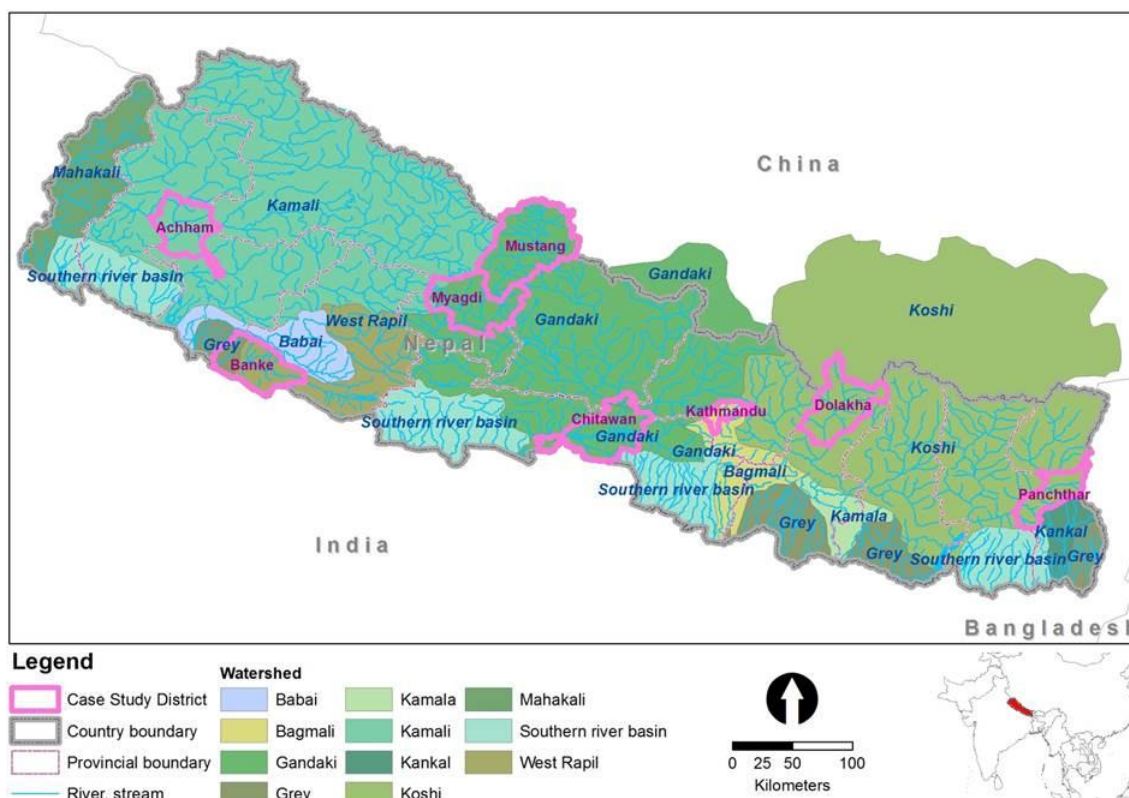 China
Mahakali
Kamali
Achham
Mustang
Southern river basin
Gandaki
Myagdi
Koshi
West Rapil
Gandaki
Grey
Babai
Nepal
Banke
Kathmandu
Dolakha
Chitawan
Southern river basin
Gandaki
Koshi
Gandaki
Bagmali
Southern river basin
Panchthar
Grey
Kamala
Kankal
India
Grey
Southern river basin
Grey
Bangladesh
Legend
Case Study District
Country boundary
Provincial boundary
River, stream
Watershed
Babai
Bagmali
Gandaki
Grey
Kamala
Kamali
Kankal
Koshi
Mahakali
Southern river basin
West Rapil
0 25 50 100
Kilometers